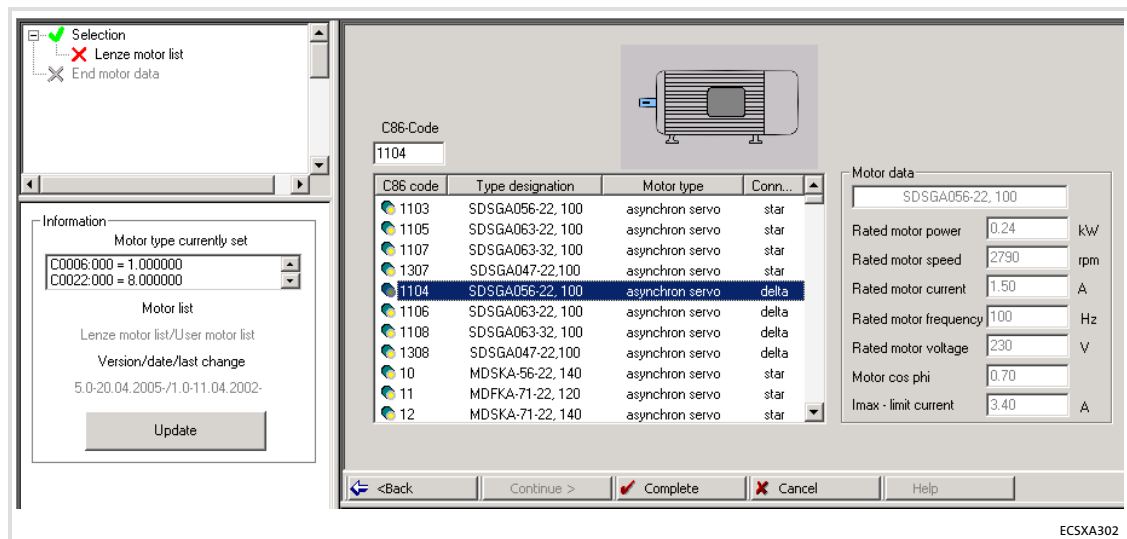 Selection
Lenze motor list
End motor data
Information
Motor type currently set
C0006:000 = 1.000000
C0022:000 = 8.000000
Motor list
Lenze motor list/User motor list
Version/date/last change
5.0-20.04.2005-/1.0-11.04.2002-
Update
C86-Code
1104
C86 code Type designation Motor type Conn...
1103 SDSGA056-22, 100 asynchron servo star
1105 SDSGA063-22, 100 asynchron servo star
1107 SDSGA063-32, 100 asynchron servo star
1307 SDSGA047-22,100 asynchron servo star
1104 SDSGA056-22, 100 asynchron servo delta
1106 SDSGA063-22, 100 asynchron servo delta
1108 SDSGA063-32, 100 asynchron servo delta
1308 SDSGA047-22,100 asynchron servo delta
10 MDSKA-56-22, 140 asynchron servo star
11 MDFKA-71-22, 120 asynchron servo star
12 MDSKA-71-22, 140 asynchron servo star
Motor data
SDSGA056-22, 100
Rated motor power 0.24 kW
Rated motor speed 2790 rpm
Rated motor current 1.50 A
Rated motor frequency 100 Hz
Rated motor voltage 230 V
Motor cos phi 0.70
Imax - limit current 3.40 A
<Back Continue > Complete Cancel Help
ECSXA302